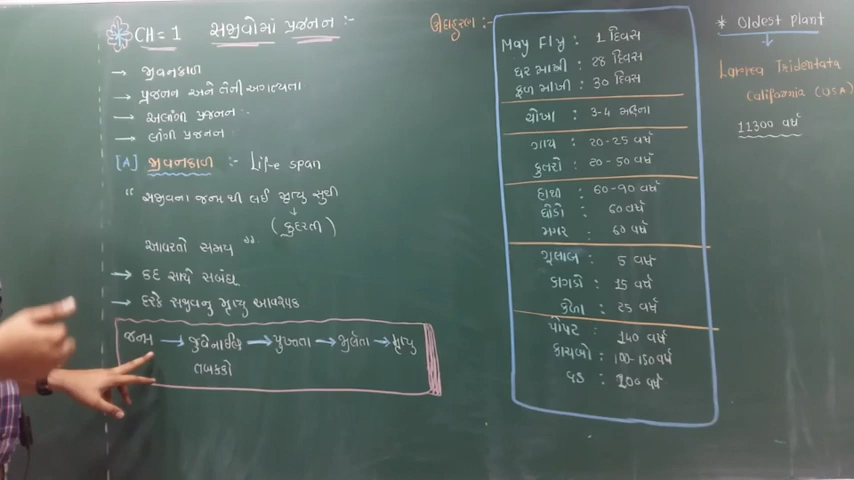 CH = 1 સજીવોમાં પ્રજનન :-
→ જીવનકાળ
→ પ્રજનન અને તેની અગત્યતા
→ અલીંગી પ્રજનન :-
→ લીંગી પ્રજનન
[A] જીવનકાળ :- Life span
" સજીવના જન્મ થી લઈ મૃત્યુ સુધી
↓
(કુદરતી)
આવરતો સમય "
→ કદ સાથે સબંધ
→ દરેક સજીવનું મૃત્યુ આવશ્યક
જન્મ → જુવેનાઈલ → પુખ્તતા → → મૃત્યુ
તબક્કો
ઉદાહરણ :-
May Fly : 1 દિવસ
ઘર માખી : 28 દિવસ
ફળ માખી : 30 દિવસ
ચોખા : 3-4 મહિના
ગાય : 20-25 વર્ષ
કુતરો : 20-50 વર્ષ
હાથી : 60-90 વર્ષ
ઘોડો : 60 વર્ષ
મગર : 60 વર્ષ
ગુલાબ : 5 વર્ષ
કાગડો : 15 વર્ષ
કેળા : 25 વર્ષ
પોપટ : 140 વર્ષ
કાચબો : 100-150 વર્ષ
વડ : 200 વર્ષ
* Oldest plant
↓
Larrea Tridentata
California (USA)
11300 વર્ષ